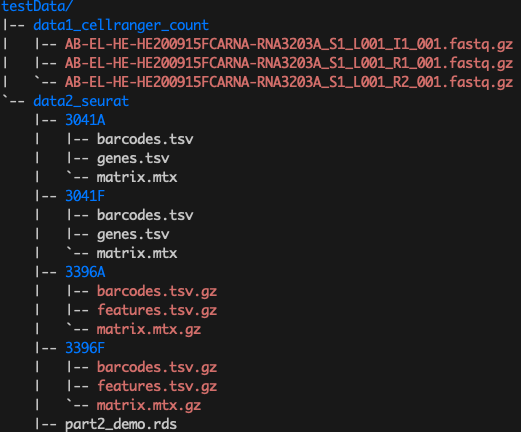 testData/
|-- data1_cellranger_count
|   |-- AB-EL-HE-HE200915FCARNA-RNA3203A_S1_L001_I1_001.fastq.gz
|   |-- AB-EL-HE-HE200915FCARNA-RNA3203A_S1_L001_R1_001.fastq.gz
|   `-- AB-EL-HE-HE200915FCARNA-RNA3203A_S1_L001_R2_001.fastq.gz
`-- data2_seurat
    |-- 3041A
    |   |-- barcodes.tsv
    |   |-- genes.tsv
    |   `-- matrix.mtx
    |-- 3041F
    |   |-- barcodes.tsv
    |   |-- genes.tsv
    |   `-- matrix.mtx
    |-- 3396A
    |   |-- barcodes.tsv.gz
    |   |-- features.tsv.gz
    |   `-- matrix.mtx.gz
    |-- 3396F
    |   |-- barcodes.tsv.gz
    |   |-- features.tsv.gz
    |   `-- matrix.mtx.gz
    |-- part2_demo.rds